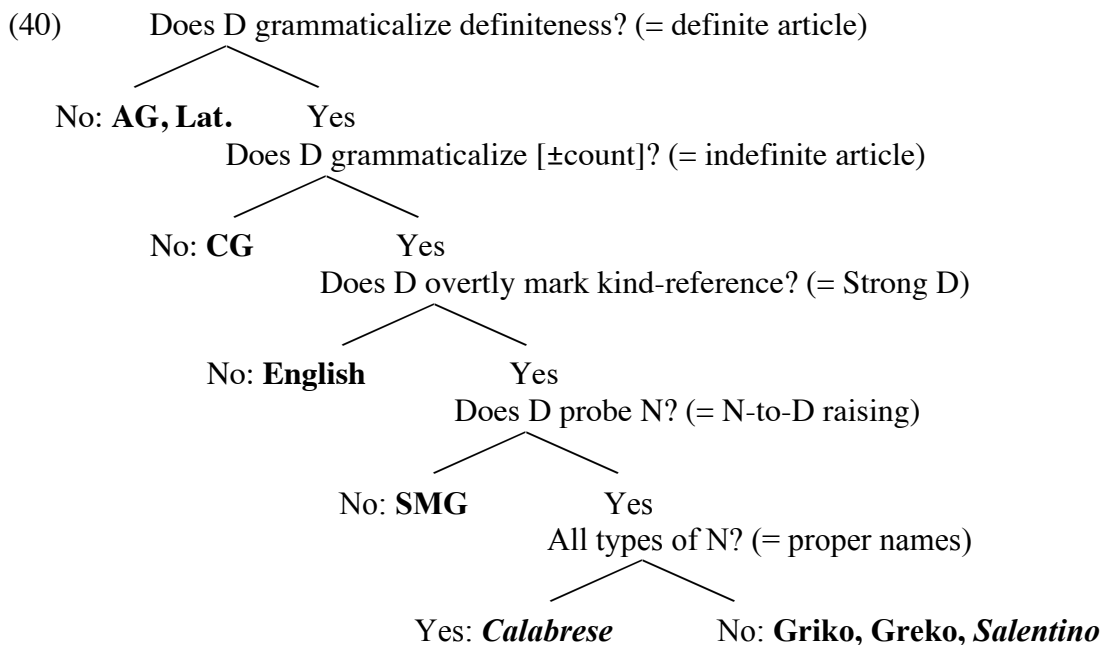 (40) Does D grammaticalize definiteness? (= definite article)
No: AG, Lat. Yes
Does D grammaticalize [±count]? (= indefinite article)
No: CG Yes
Does D overtly mark kind-reference? (= Strong D)
No: English Yes
Does D probe N? (= N-to-D raising)
No: SMG Yes
All types of N? (= proper names)
Yes: Calabrese No: Griko, Greko, Salentino